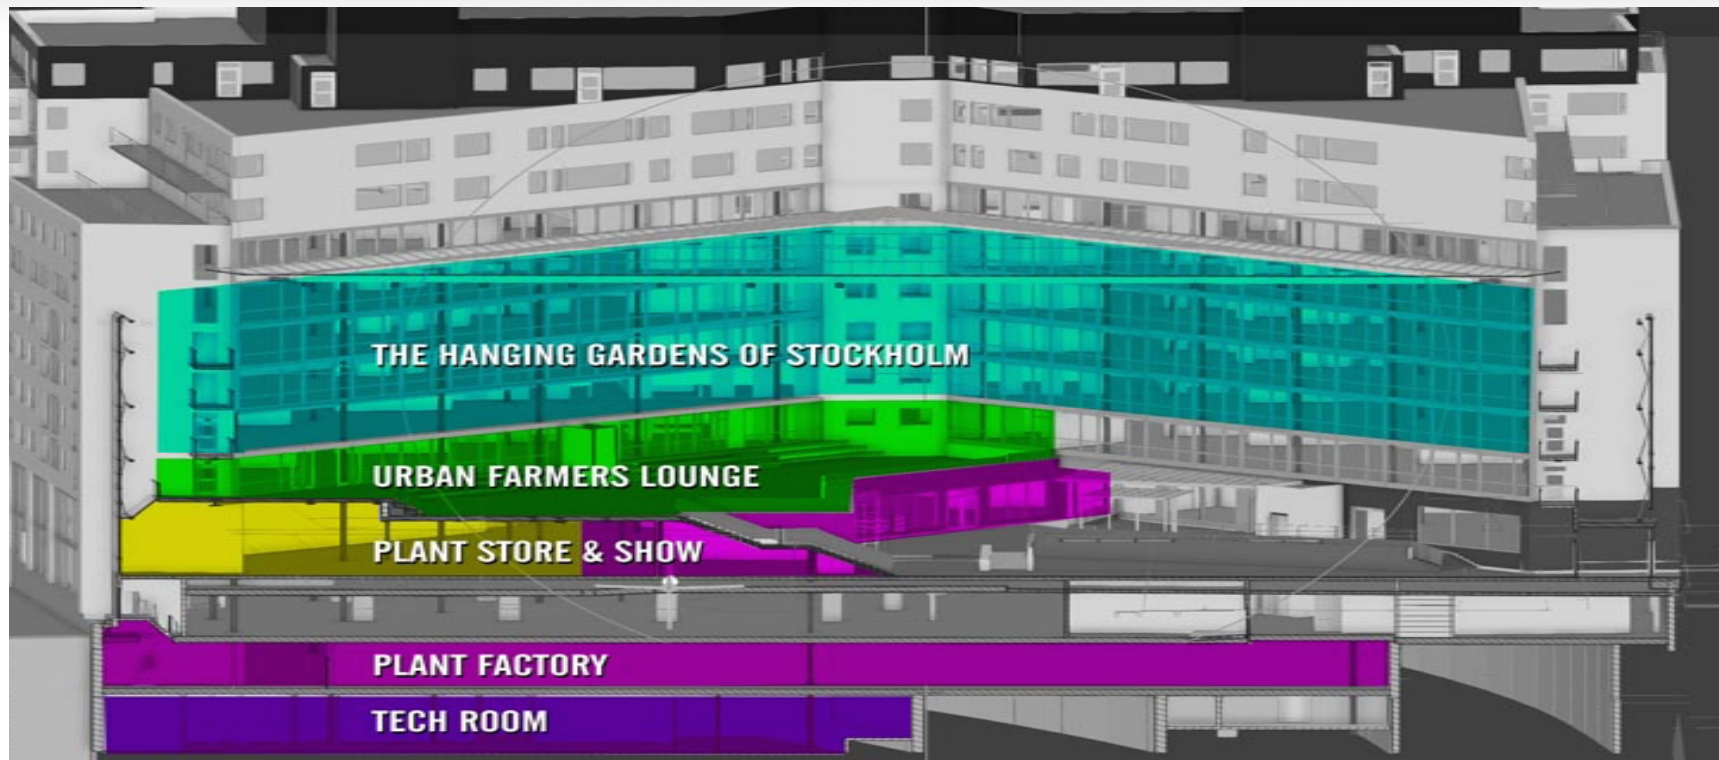 THE HANGING GARDENS OF STOCKHOLM
URBAN FARMERS LOUNGE
PLANT STORE & SHOW
PLANT FACTORY
TECH ROOM